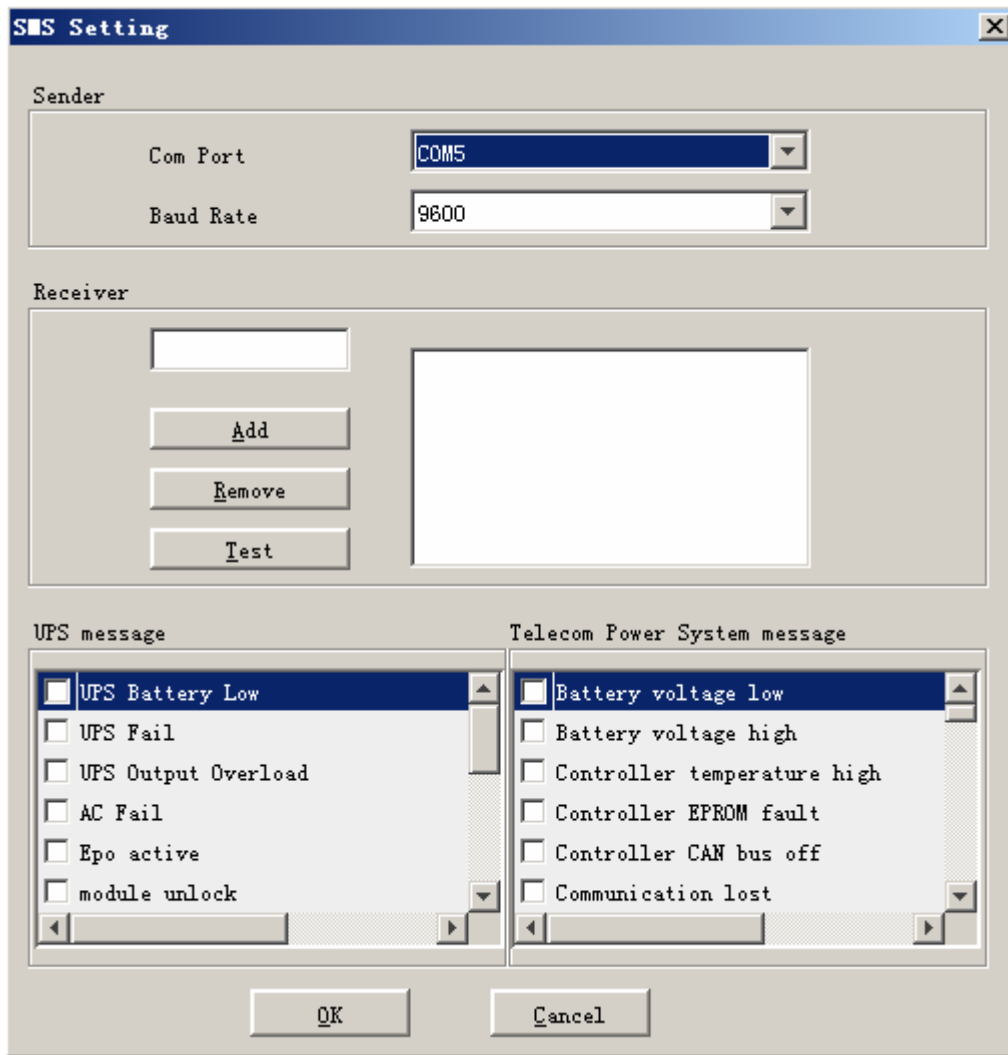 SMS Setting
Sender
Com Port
COM5
Baud Rate
9600
Receiver
Add
Remove
Test
UPS message
UPS Battery Low
UPS Fail
UPS Output Overload
AC Fail
Epo active
module unlock
Telecom Power System message
Battery voltage low
Battery voltage high
Controller temperature high
Controller EPROM fault
Controller CAN bus off
Communication lost
OK
Cancel